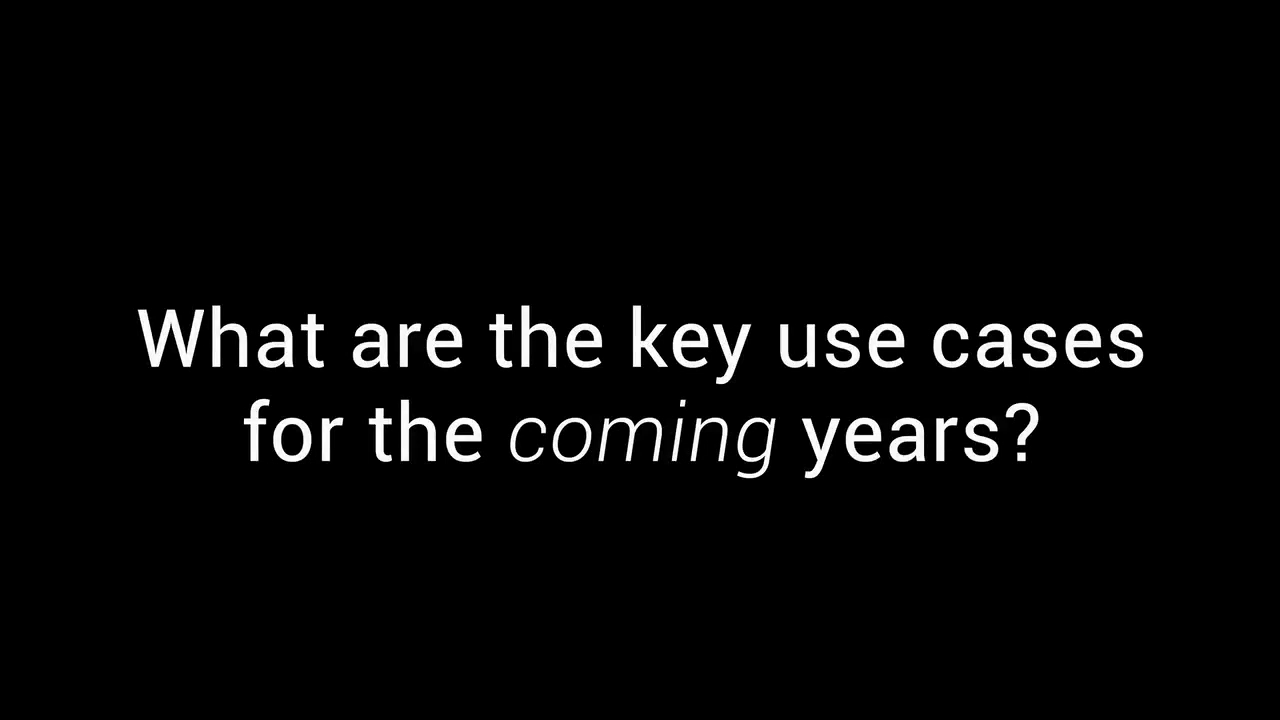 What are the key use cases
for the coming years?